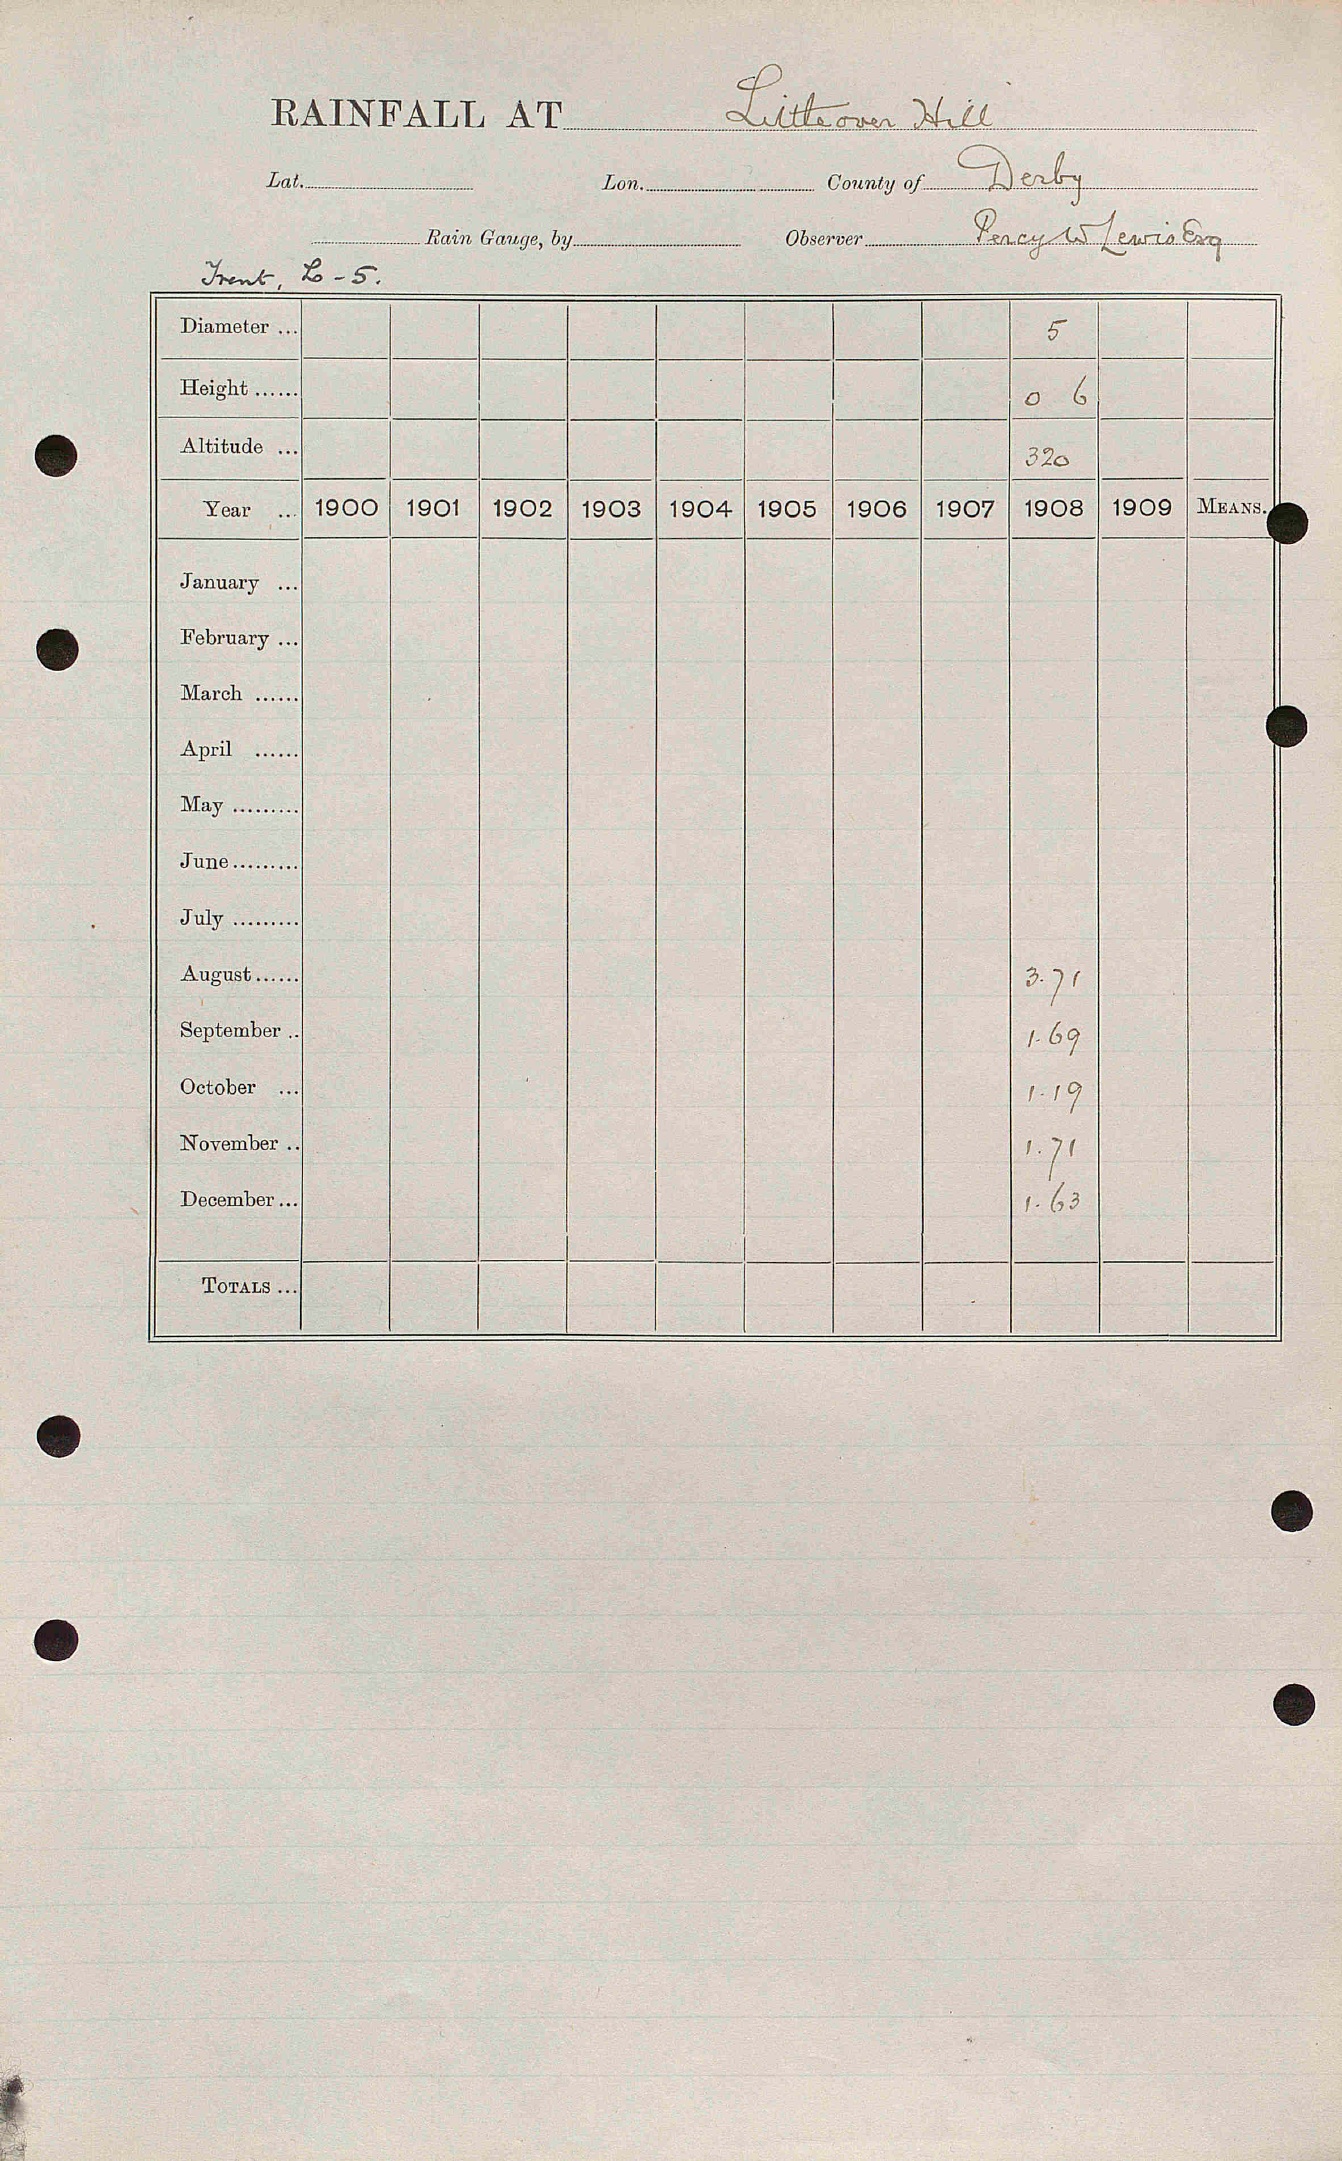 RAINFALL AT Littleover Hill
Lat. Lon. County of Derby
Rain Gauge, by Observer Percy W Lewis Esq
Trent, L - 5.
Diameter ... 5
Height ...... 0 6
Altitude ... 320
Year ... 1900 1901 1902 1903 1904 1905 1906 1907 1908 1909 MEANS.
January ...
February ...
March ......
April ......
May .........
June.........
July .........
August...... 3.71
September .. 1.69
October ... 1.19
November .. 1.71
December... 1.63
TOTALS ...